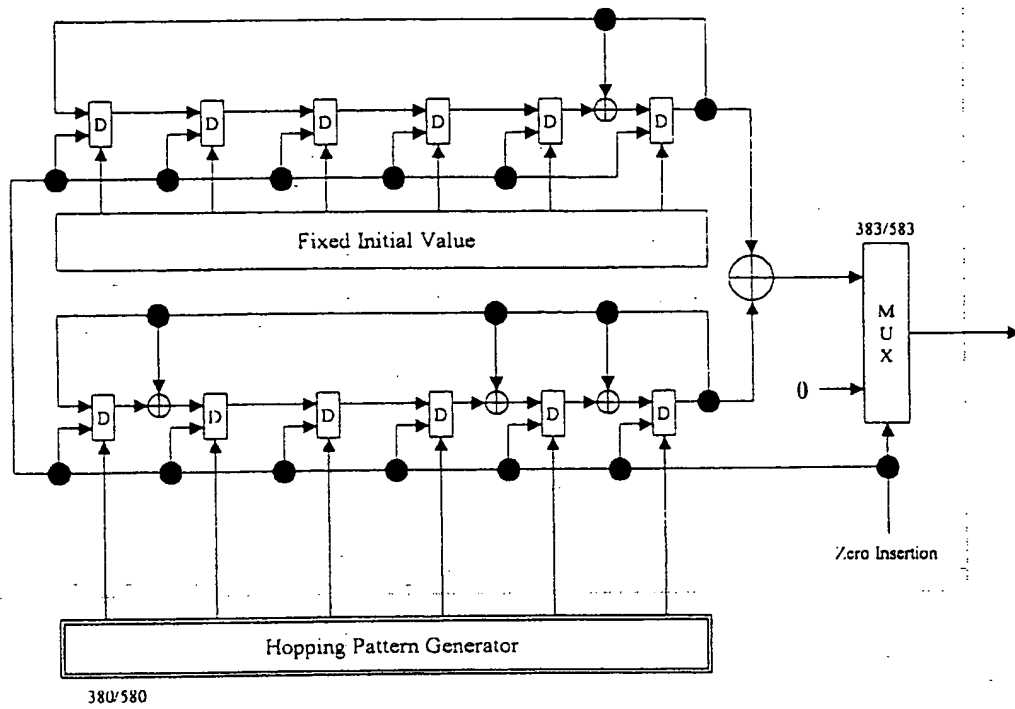 D D D D D D
Fixed Initial Value
383/583
M
U
X
0
D D D D D D
Zero Insertion
Hopping Pattern Generator
380/580